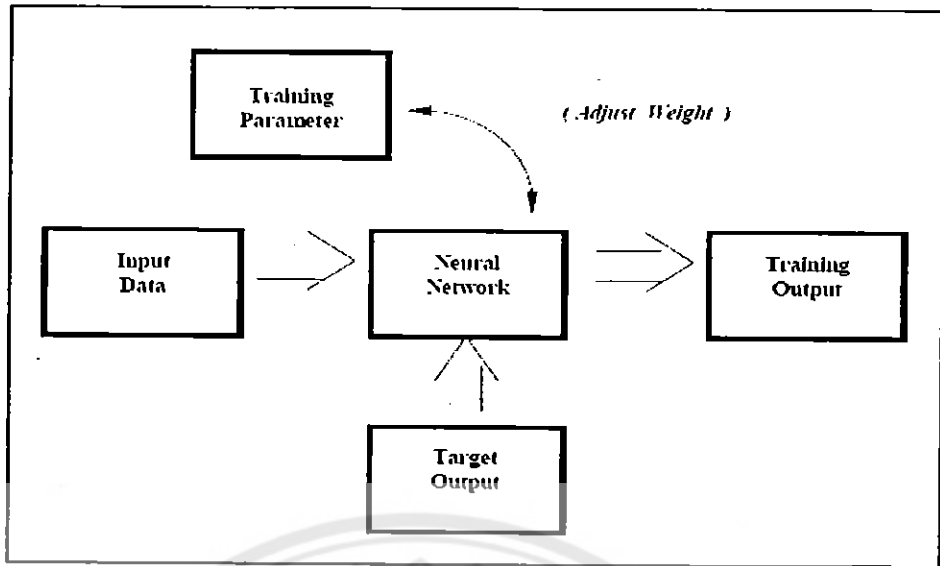 Training
Parameter
( Adjust Weight )
Input
Data
Neural
Network
Training
Output
Target
Output